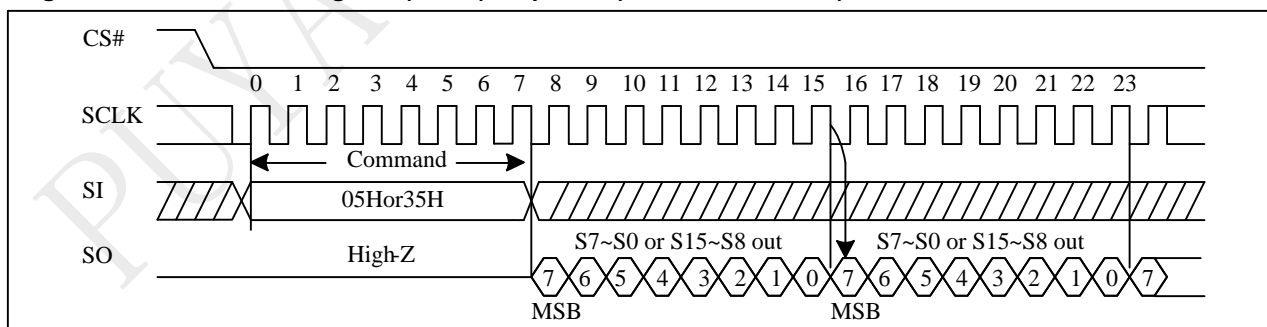 CS#
0 1 2 3 4 5 6 7 8 9 10 11 12 13 14 15 16 17 18 19 20 21 22 23
SCLK
Command
SI
05Hor35H
S7~S0 or S15~S8 out S7~S0 or S15~S8 out
SO
High-Z
7 6 5 4 3 2 1 0 7 6 5 4 3 2 1 0 7
MSB MSB
PUYA